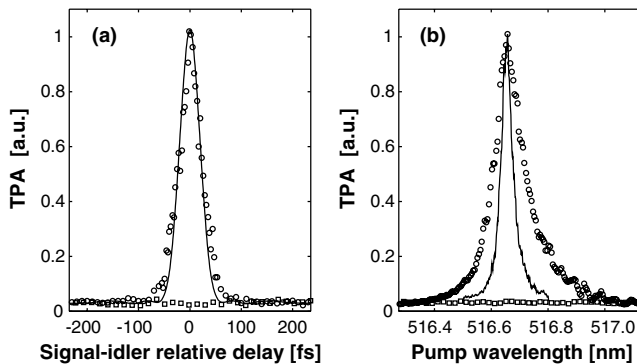 (a)
TPA [a.u.]
1
0.8
0.6
0.4
0.2
0
-200 -100 0 100 200
Signal-idler relative delay [fs]
(b)
TPA [a.u.]
1
0.8
0.6
0.4
0.2
0
516.4 516.6 516.8 517.0
Pump wavelength [nm]